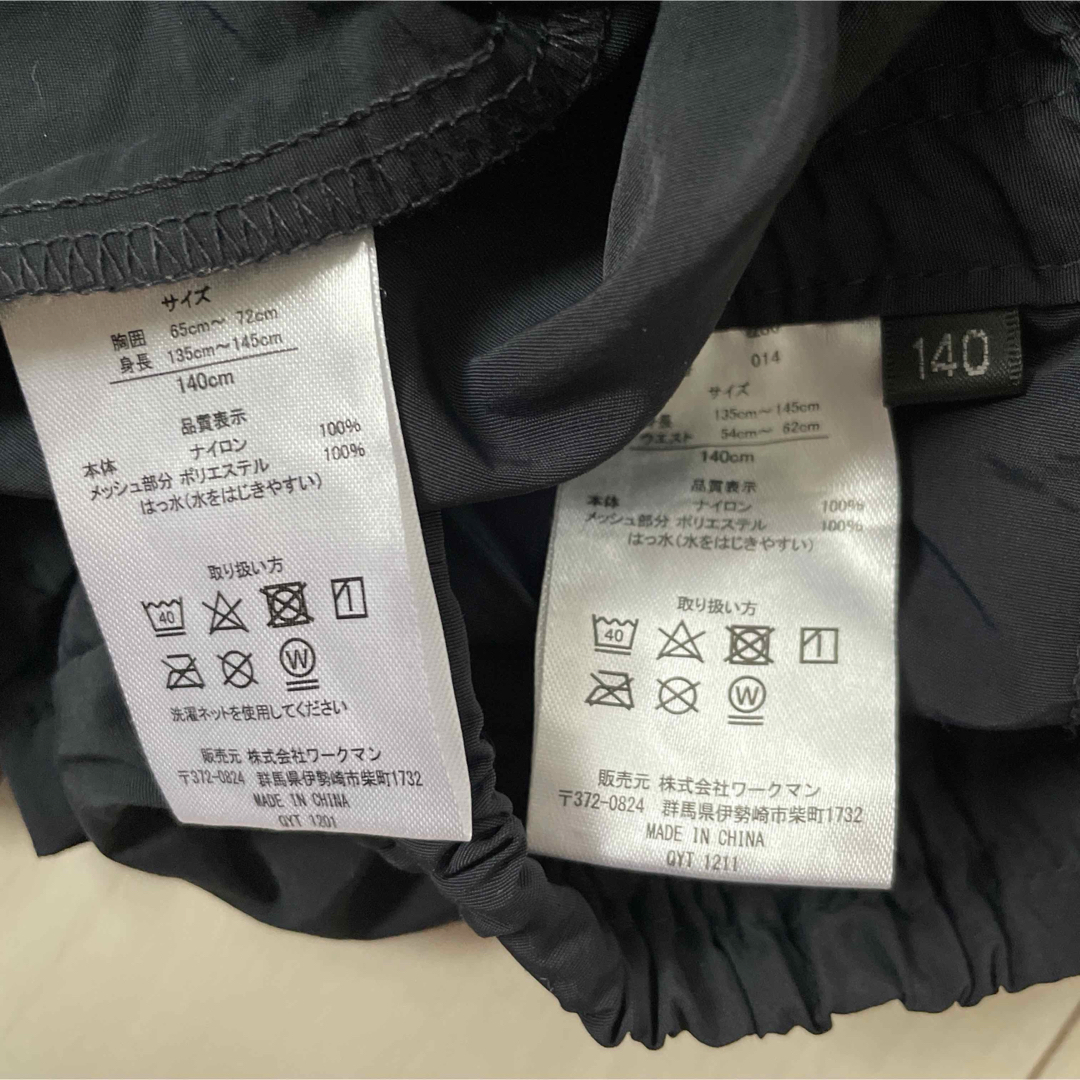 サイズ
胸囲 65cm～ 72cm
身長 135cm～145cm
140cm
品質表示
本体 ナイロン 100%
メッシュ部分 ポリエステル 100%
はっ水(水をはじきやすい)
取り扱い方
40
1
W
洗濯ネットを使用してください
販売元 株式会社ワークマン
〒372-0824 群馬県伊勢崎市柴町1732
MADE IN CHINA
QYT 1201
014
サイズ
身長 135cm～145cm
ウエスト 54cm～ 62cm
140cm
品質表示
本体 ナイロン 100%
メッシュ部分 ポリエステル 100%
はっ水(水をはじきやすい)
取り扱い方
40
1
W
販売元 株式会社ワークマン
〒372-0824 群馬県伊勢崎市柴町1732
MADE IN CHINA
QYT 1211
140